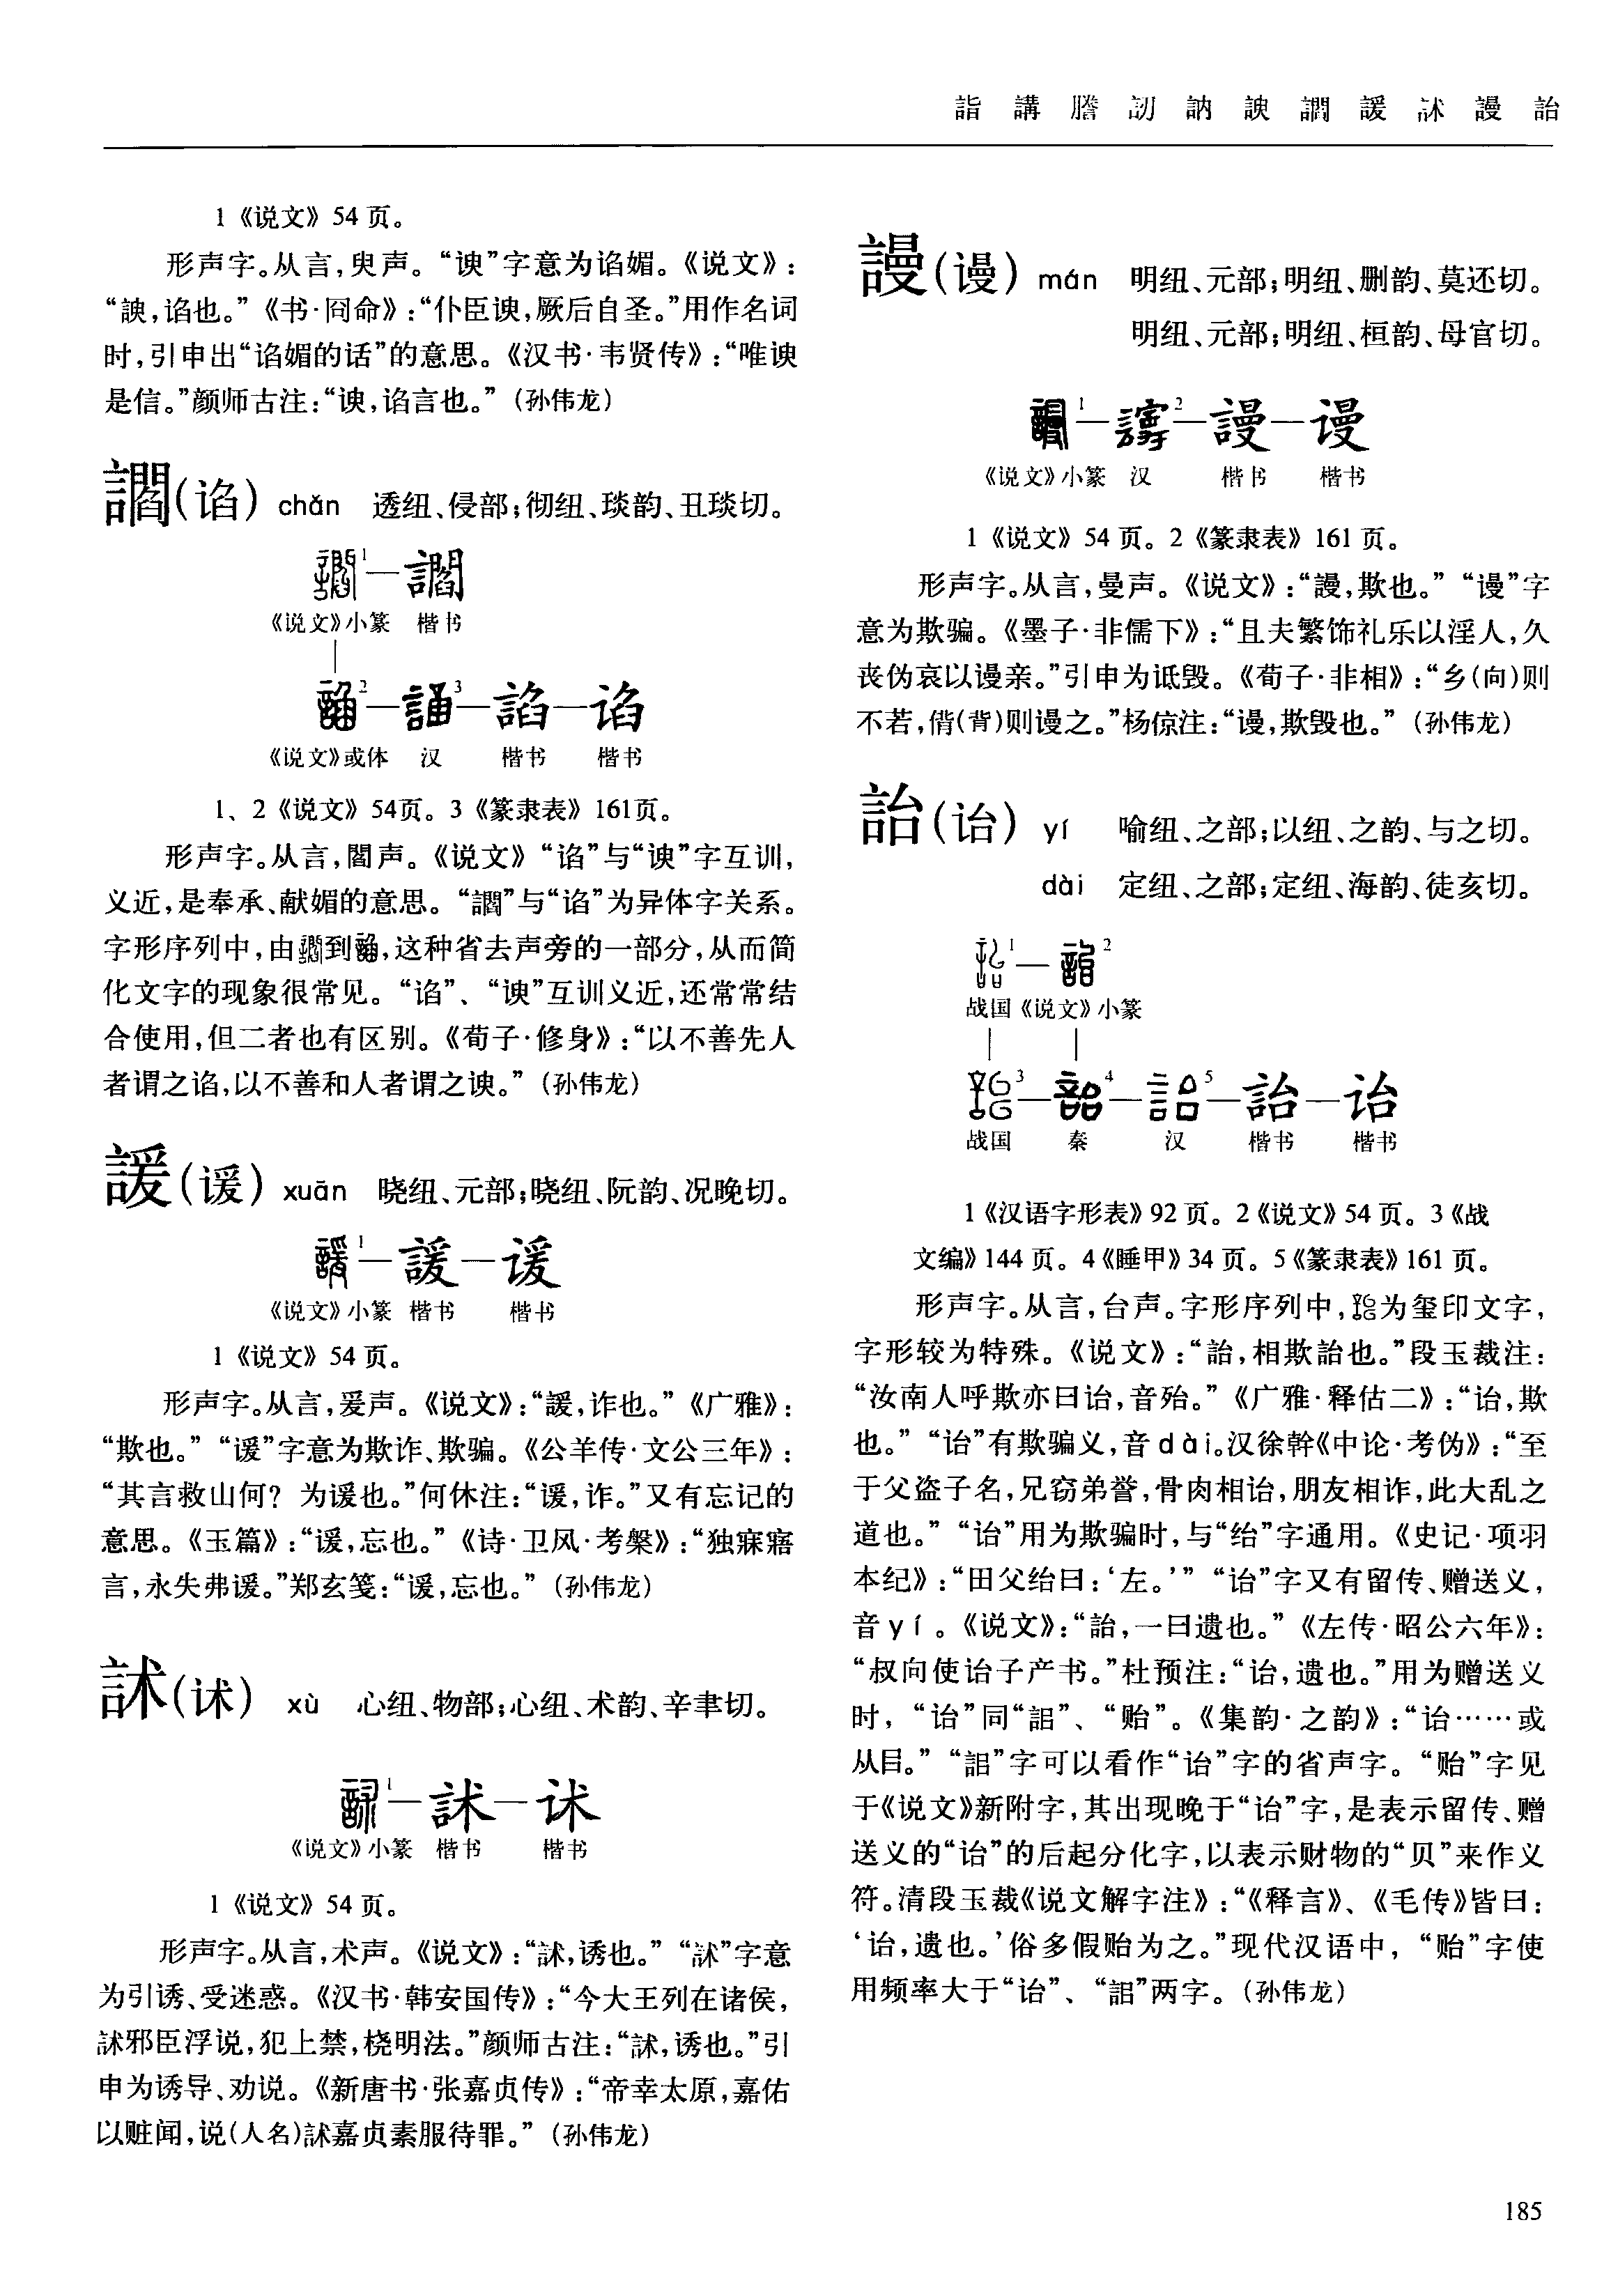 詣 講 謄 訒 訥 諛 讇 諼 訹 謾 詒
1《说文》54 页。
形声字。从言,臾声。“谀”字意为谄媚。《说文》:
“諛,谄也。”《书·冏命》:“仆臣谀,厥后自圣。”用作名词
时,引申出“谄媚的话”的意思。《汉书·韦贤传》:“唯谀
是信。”颜师古注:“谀,谄言也。”(孙伟龙)
讇(谄) chǎn 透纽、侵部;彻纽、琰韵、丑琰切。
1—讇
《说文》小篆 楷书
2—3—諂—谄
《说文》或体 汉 楷书 楷书
1、2《说文》54页。3《篆隶表》161页。
形声字。从言,閻声。《说文》“谄”与“谀”字互训,
义近,是奉承、献媚的意思。“讇”与“谄”为异体字关系。
字形序列中,由讇到諂,这种省去声旁的一部分,从而简
化文字的现象很常见。“谄”、“谀”互训义近,还常常结
合使用,但二者也有区别。《荀子·修身》:“以不善先人
者谓之谄,以不善和人者谓之谀。”(孙伟龙)
諼(谖) xuān 晓纽、元部;晓纽、阮韵、况晚切。
1—諼—谖
《说文》小篆 楷书 楷书
1《说文》54 页。
形声字。从言,爰声。《说文》:“諼,诈也。”《广雅》:
“欺也。”“谖”字意为欺诈、欺骗。《公羊传·文公三年》:
“其言救山何? 为谖也。”何休注:“谖,诈。”又有忘记的
意思。《玉篇》:“谖,忘也。”《诗·卫风·考槃》:“独寐寤
言,永失弗谖。”郑玄笺:“谖,忘也。”(孙伟龙)
訹(䜣) xù 心纽、物部;心纽、术韵、辛聿切。
1—訹—
《说文》小篆 楷书 楷书
1《说文》54 页。
形声字。从言,术声。《说文》:“訹,诱也。”“訹”字意
为引诱、受迷惑。《汉书·韩安国传》:“今大王列在诸侯,
訹邪臣浮说,犯上禁,桡明法。”颜师古注:“訹,诱也。”引
申为诱导、劝说。《新唐书·张嘉贞传》:“帝幸太原,嘉佑
以赃闻,说(人名)訹嘉贞素服待罪。”(孙伟龙)
謾(谩) mán 明纽、元部;明纽、删韵、莫还切。
明纽、元部;明纽、桓韵、母官切。
1—2—謾—谩
《说文》小篆 汉 楷书 楷书
1《说文》54 页。2《篆隶表》161 页。
形声字。从言,曼声。《说文》:“謾,欺也。”“谩”字
意为欺骗。《墨子·非儒下》:“且夫繁饰礼乐以淫人,久
丧伪哀以谩亲。”引申为诋毁。《荀子·非相》:“乡(向)则
不若,偝(背)则谩之。”杨倞注:“谩,欺毁也。”(孙伟龙)
詒(诒) yí 喻纽、之部;以纽、之韵、与之切。
dài 定纽、之部;定纽、海韵、徒亥切。
1—2
战国《说文》小篆
3—4—5—詒—诒
战国 秦 汉 楷书 楷书
1《汉语字形表》92 页。2《说文》54 页。3《战
文编》144 页。4《睡甲》34 页。5《篆隶表》161 页。
形声字。从言,台声。字形序列中,为玺印文字,
字形较为特殊。《说文》:“詒,相欺詒也。”段玉裁注:
“汝南人呼欺亦曰诒,音殆。”《广雅·释估二》:“诒,欺
也。”“诒”有欺骗义,音dài。汉徐幹《中论·考伪》:“至
于父盗子名,兄窃弟誉,骨肉相诒,朋友相诈,此大乱之
道也。”“诒”用为欺骗时,与“绐”字通用。《史记·项羽
本纪》:“田父绐曰:‘左。’”“诒”字又有留传、赠送义,
音yí。《说文》:“詒,一曰遗也。”《左传·昭公六年》:
“叔向使诒子产书。”杜预注:“诒,遗也。”用为赠送义
时,“诒”同“䛊”、“贻”。《集韵·之韵》:“诒……或
从㠯。”“䛊”字可以看作“诒”字的省声字。“贻”字见
于《说文》新附字,其出现晚于“诒”字,是表示留传、赠
送义的“诒”的后起分化字,以表示财物的“贝”来作义
符。清段玉裁《说文解字注》:“《释言》、《毛传》皆曰:
‘诒,遗也。’俗多假贻为之。”现代汉语中,“贻”字使
用频率大于“诒”、“䛊”两字。(孙伟龙)
185